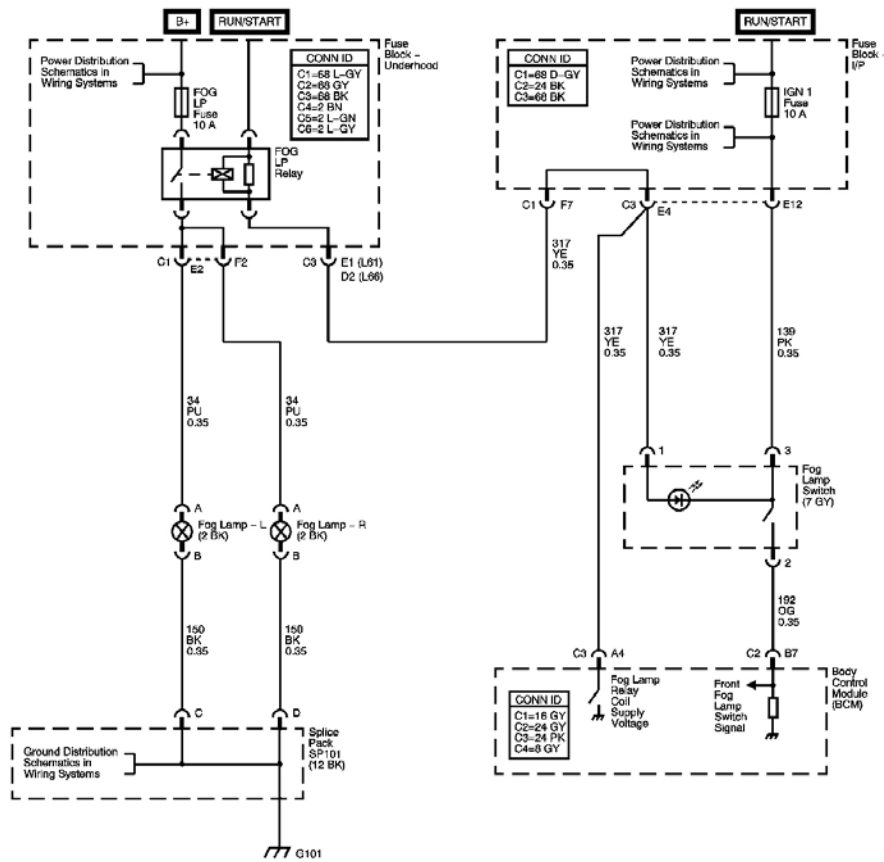 B+
RUN/START
Fuse
Block –
Underhood
Power Distribution
Schematics in
Wiring Systems
FOG
LP
Fuse
10 A
CONN ID
C1=68 L–GY
C2=68 GY
C3=68 BK
C4=2 BN
C5=2 L–GN
C6=2 L–GY
FOG
LP
Relay
C1
E2
F2
C3
E1 (L61)
D2 (L66)
RUN/START
Fuse
Block –
I/P
CONN ID
C1=68 D–GY
C2=24 BK
C3=68 BK
Power Distribution
Schematics in
Wiring Systems
IGN 1
Fuse
10 A
Power Distribution
Schematics in
Wiring Systems
C1
F7
C3
E4
E12
317
YE
0.35
317
YE
0.35
317
YE
0.35
139
PK
0.35
34
PU
0.35
34
PU
0.35
1
3
Fog
Lamp
Switch
(7 GY)
2
A
Fog Lamp – L
(2 BK)
B
A
Fog Lamp – R
(2 BK)
B
192
OG
0.35
150
BK
0.35
150
BK
0.35
C3
A4
C2
B7
Body
Control
Module
(BCM)
CONN ID
C1=16 GY
C2=24 GY
C3=24 PK
C4=8 GY
Fog Lamp
Relay
Coil
Supply
Voltage
Front
Fog
Lamp
Switch
Signal
C
D
Splice
Pack
SP101
(12 BK)
Ground Distribution
Schematics in
Wiring Systems
G101